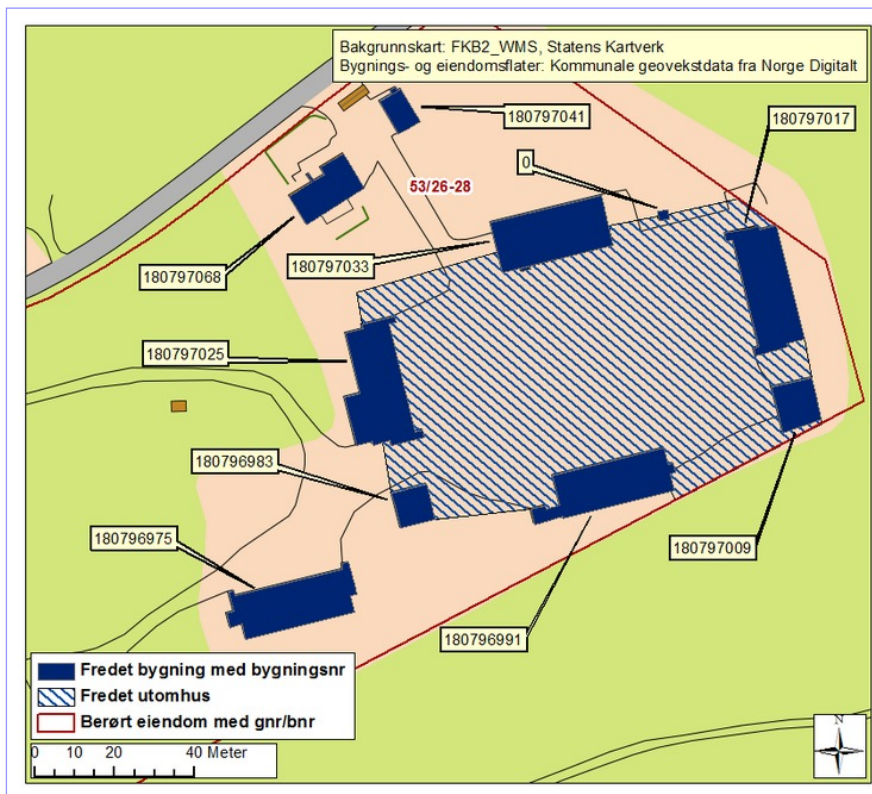 Bakgrunnskart: FKB2_WMS, Statens Kartverk
Bygnings- og eiendomsflater: Kommunale geovekstdata fra Norge Digitalt
180797041
180797017
0
53/26-28
180797033
180797068
180797025
180796983
180796975
180797009
180796991
Fredet bygning med bygningsnr
Fredet utomhus
Berørt eiendom med gnr/bnr
0 10 20 40 Meter
N